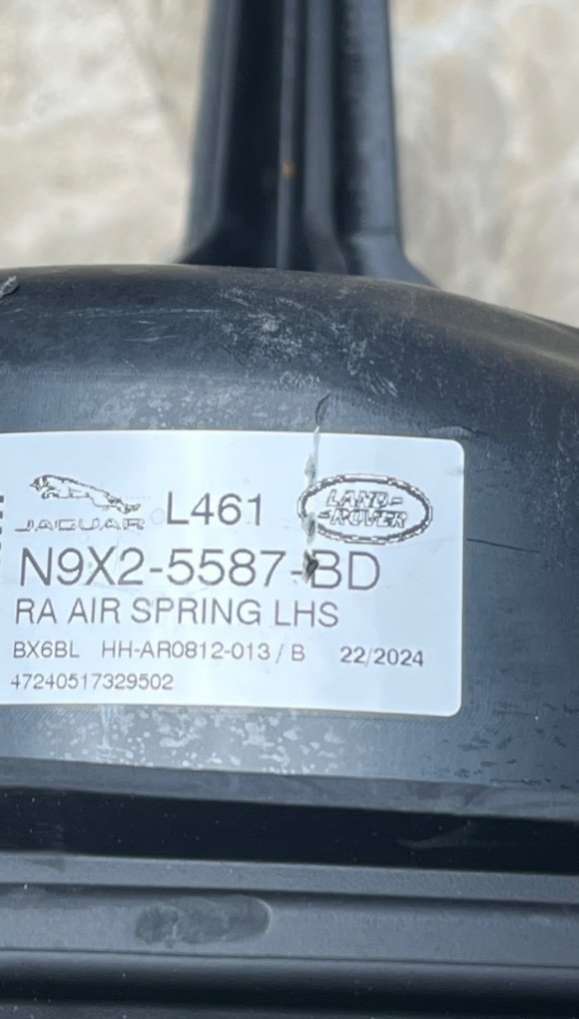 JAGUAR L461 LAND-
-ROVER
N9X2-5587-BD
RA AIR SPRING LHS
BX6BL HH-AR0812-013 / B 22/2024
47240517329502